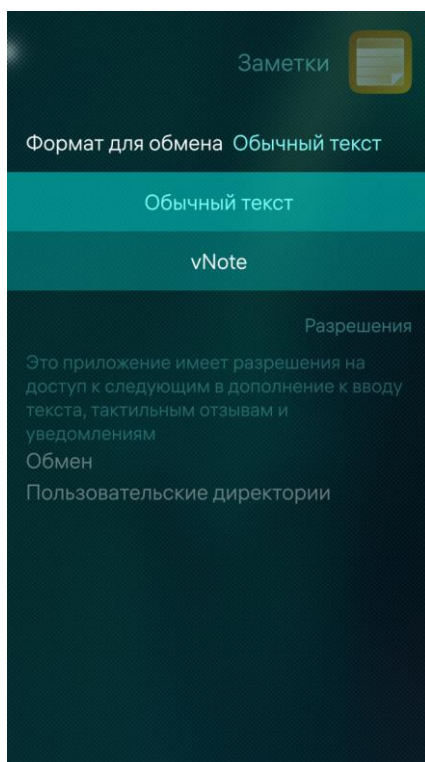 Заметки
Формат для обмена Обычный текст
Обычный текст
vNote
Разрешения
Это приложение имеет разрешения на
доступ к следующим в дополнение к вводу
текста, тактильным отзывам и
уведомлениям
Обмен
Пользовательские директории